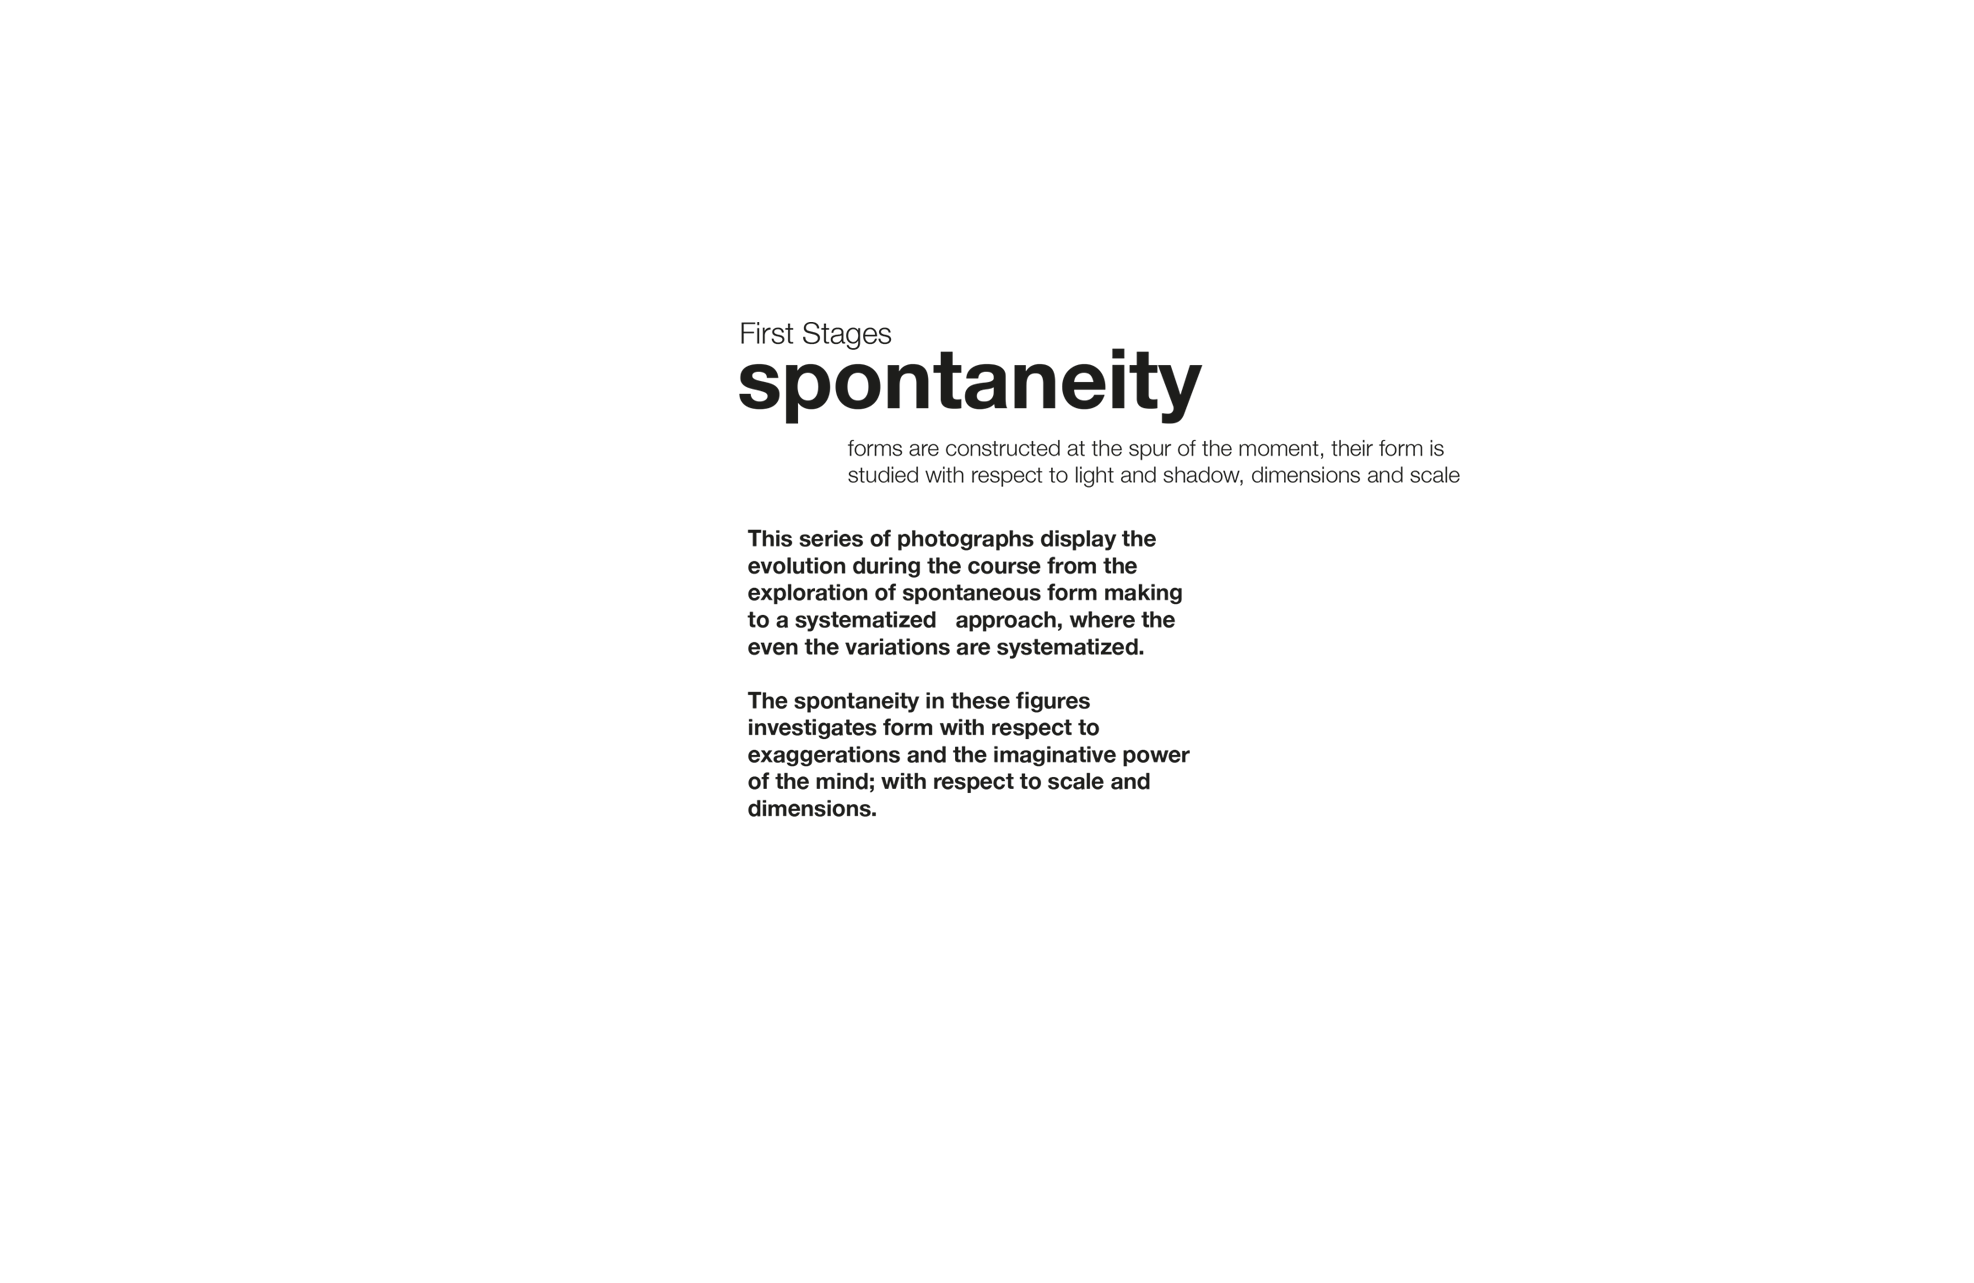 First Stages
spontaneity
forms are constructed at the spur of the moment, their form is
studied with respect to light and shadow, dimensions and scale
This series of photographs display the
evolution during the course from the
exploration of spontaneous form making
to a systematized   approach, where the
even the variations are systematized.
The spontaneity in these figures
investigates form with respect to
exaggerations and the imaginative power
of the mind; with respect to scale and
dimensions.